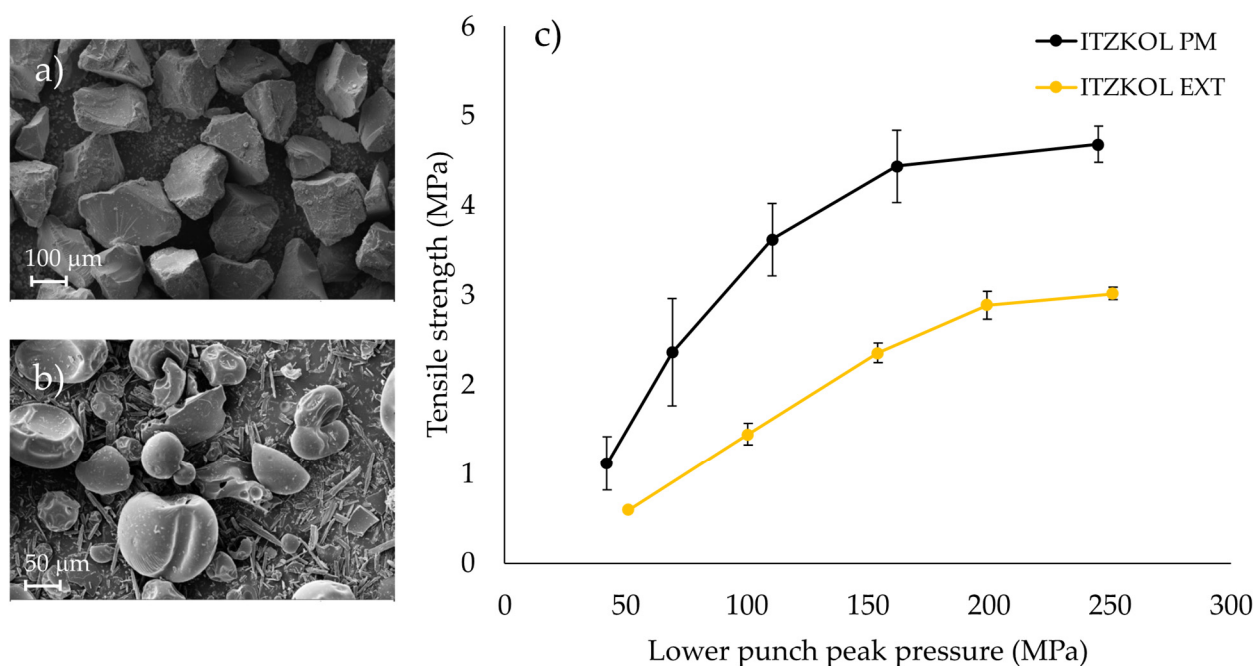 a)
100 μm
b)
50 μm
c)
ITZKOL PM
ITZKOL EXT
Tensile strength (MPa)
6
5
4
3
2
1
0
0 50 100 150 200 250 300
Lower punch peak pressure (MPa)